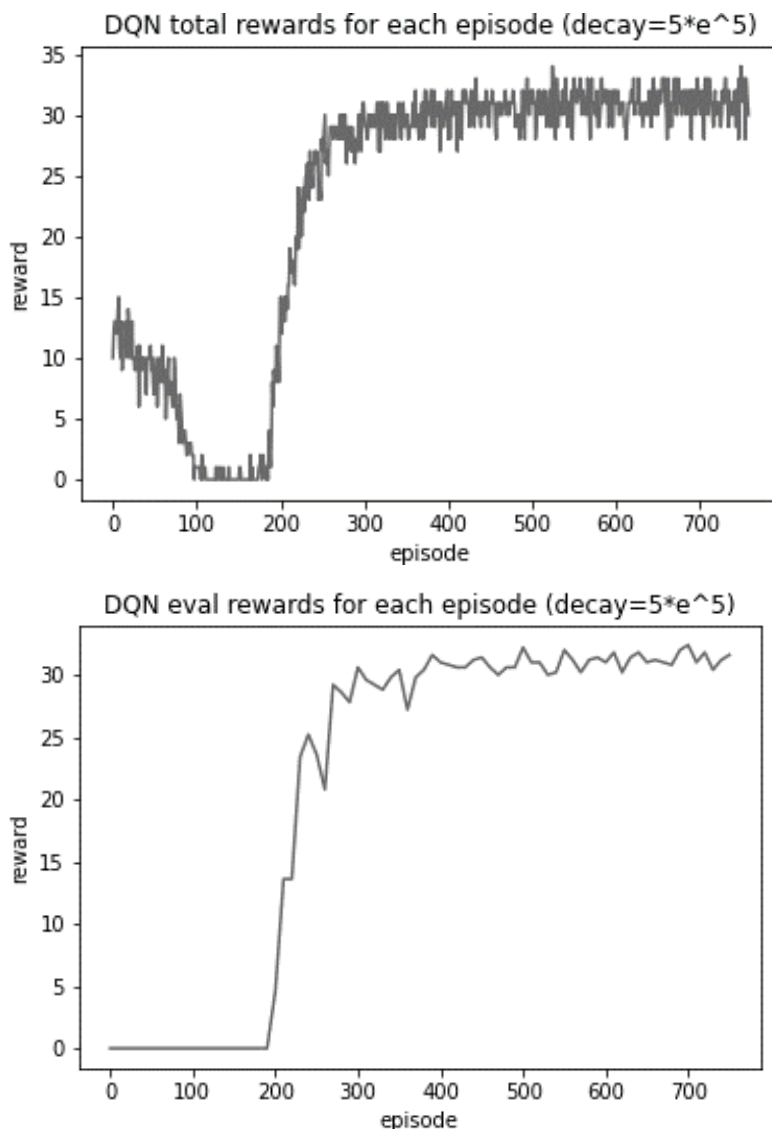 DQN total rewards for each episode (decay=5*e^5)
35
30
25
20
15
10
5
0
reward
0 100 200 300 400 500 600 700
episode
DQN eval rewards for each episode (decay=5*e^5)
30
25
20
15
10
5
0
reward
0 100 200 300 400 500 600 700
episode